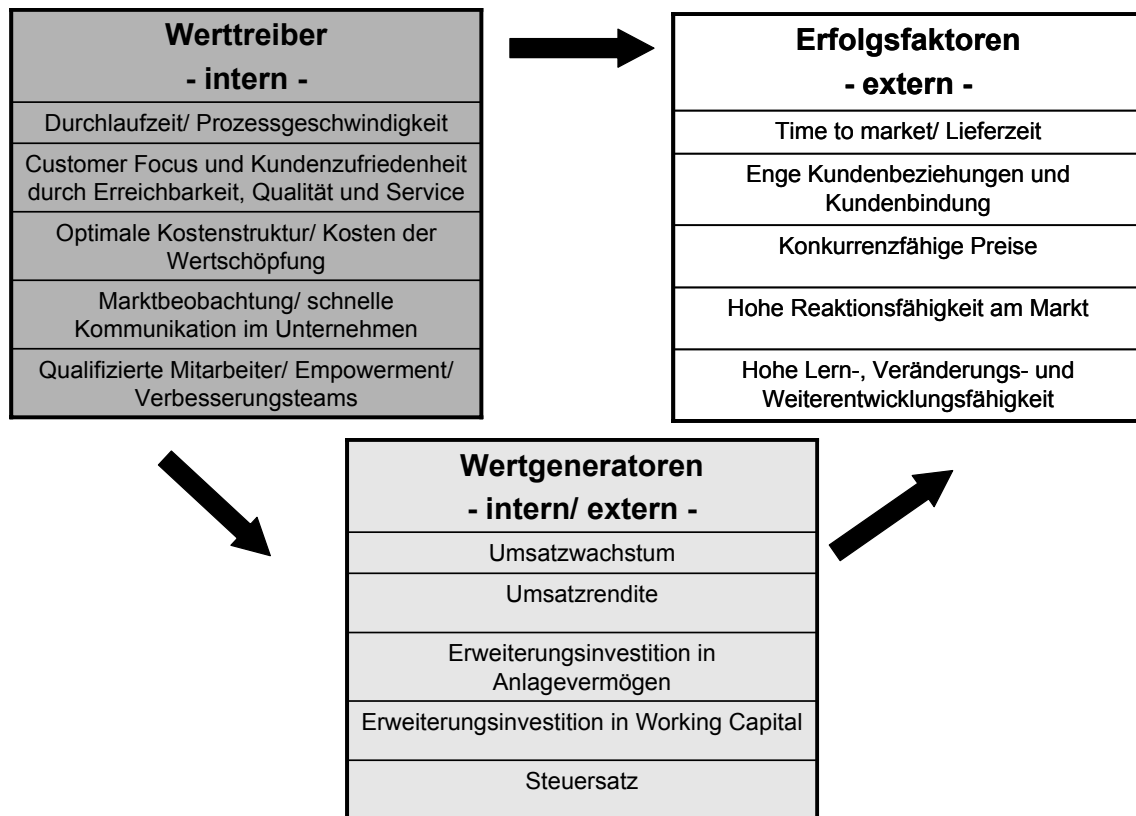 Werttreiber
- intern -
Durchlaufzeit/ Prozessgeschwindigkeit
Customer Focus und Kundenzufriedenheit
durch Erreichbarkeit, Qualität und Service
Optimale Kostenstruktur/ Kosten der
Wertschöpfung
Marktbeobachtung/ schnelle
Kommunikation im Unternehmen
Qualifizierte Mitarbeiter/ Empowerment/
Verbesserungsteams
Erfolgsfaktoren
- extern -
Time to market/ Lieferzeit
Enge Kundenbeziehungen und
Kundenbindung
Konkurrenzfähige Preise
Hohe Reaktionsfähigkeit am Markt
Hohe Lern-, Veränderungs- und
Weiterentwicklungsfähigkeit
Wertgeneratoren
- intern/ extern -
Umsatzwachstum
Umsatzrendite
Erweiterungsinvestition in
Anlagevermögen
Erweiterungsinvestition in Working Capital
Steuersatz